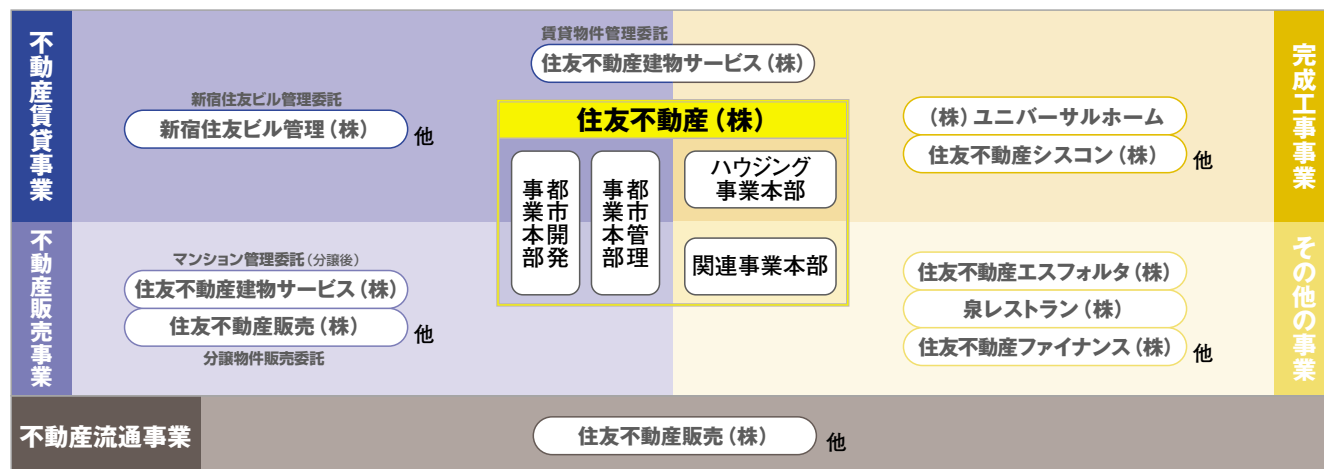 不動産賃貸事業
賃貸物件管理委託
住友不動産建物サービス(株)
新宿住友ビル管理委託
新宿住友ビル管理(株)
他
住友不動産(株)
都市開発
事業本部
都市管理
事業本部
ハウジング
事業本部
関連事業本部
完成工事事業
(株)ユニバーサルホーム
住友不動産シスコン(株)
他
不動産販売事業
マンション管理委託(分譲後)
住友不動産建物サービス(株)
住友不動産販売(株)
他
分譲物件販売委託
その他の事業
住友不動産エスフォルタ(株)
泉レストラン(株)
住友不動産ファイナンス(株)
他
不動産流通事業
住友不動産販売(株)
他